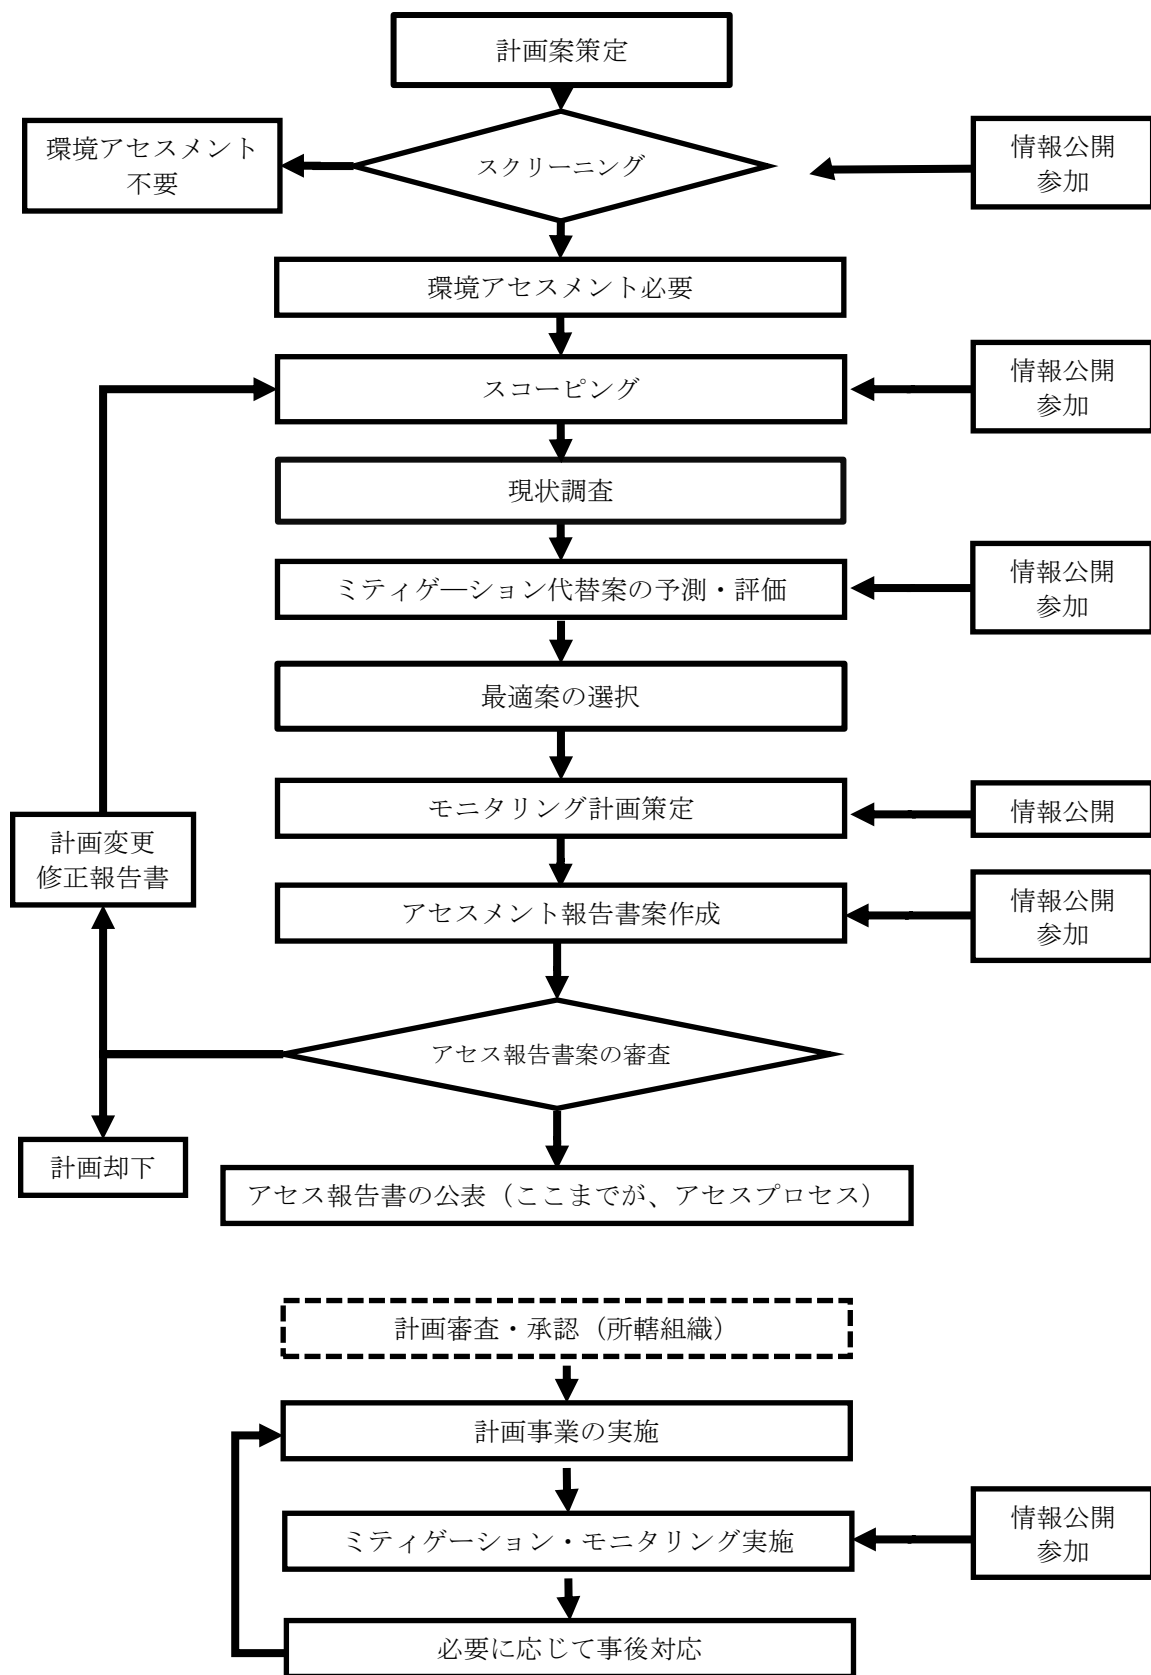 計画案策定
環境アセスメント
不要
スクリーニング
情報公開
参加
環境アセスメント必要
スコーピング
情報公開
参加
現状調査
ミティゲ―ション代替案の予測・評価
情報公開
参加
最適案の選択
モニタリング計画策定
情報公開
計画変更
修正報告書
アセスメント報告書案作成
情報公開
参加
アセス報告書案の審査
計画却下
アセス報告書の公表（ここまでが、アセスプロセス）
計画審査・承認（所轄組織）
計画事業の実施
ミティゲーション・モニタリング実施
情報公開
参加
必要に応じて事後対応